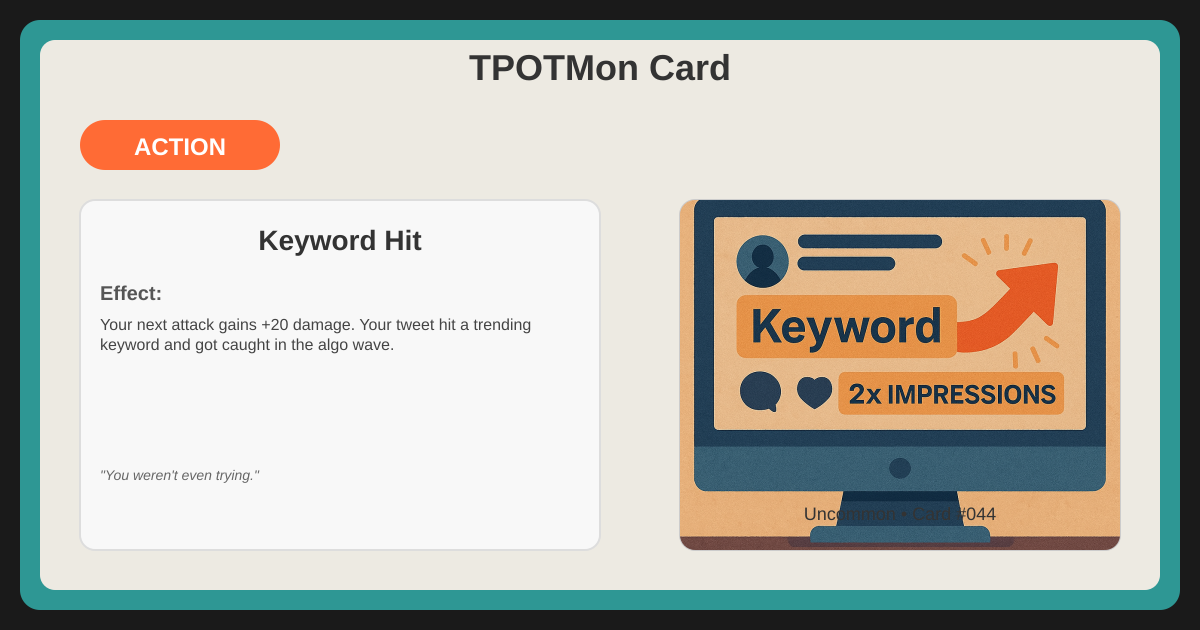 TPOTMon Card
ACTION
Keyword Hit
Effect:
Your next attack gains +20 damage. Your tweet hit a trending
keyword and got caught in the algo wave.
"You weren't even trying."
Keyword
2x IMPRESSIONS
Uncommon • Card #044